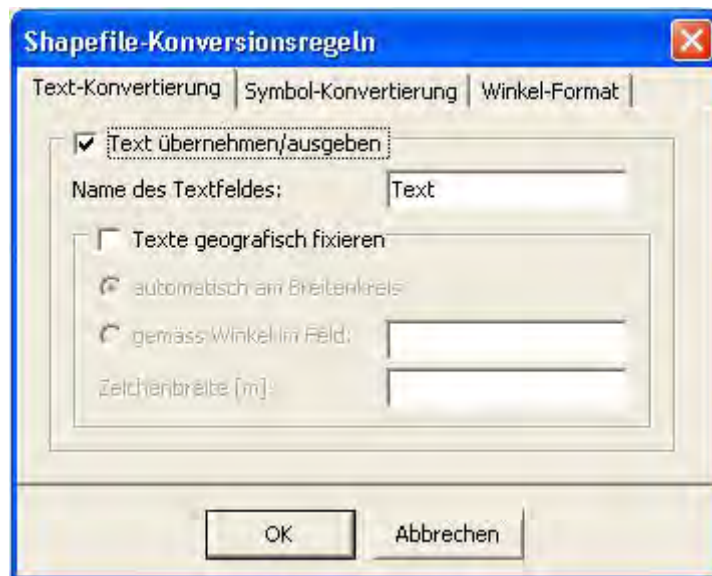 Shapefile-Konversionsregeln
Text-Konvertierung Symbol-Konvertierung Winkel-Format
Text übernehmen/ausgeben
Name des Textfeldes: Text
Texte geografisch fixieren
automatisch am Breitenkreis
gemäss Winkel im Feld:
Zeichenbreite [m]
OK Abbrechen